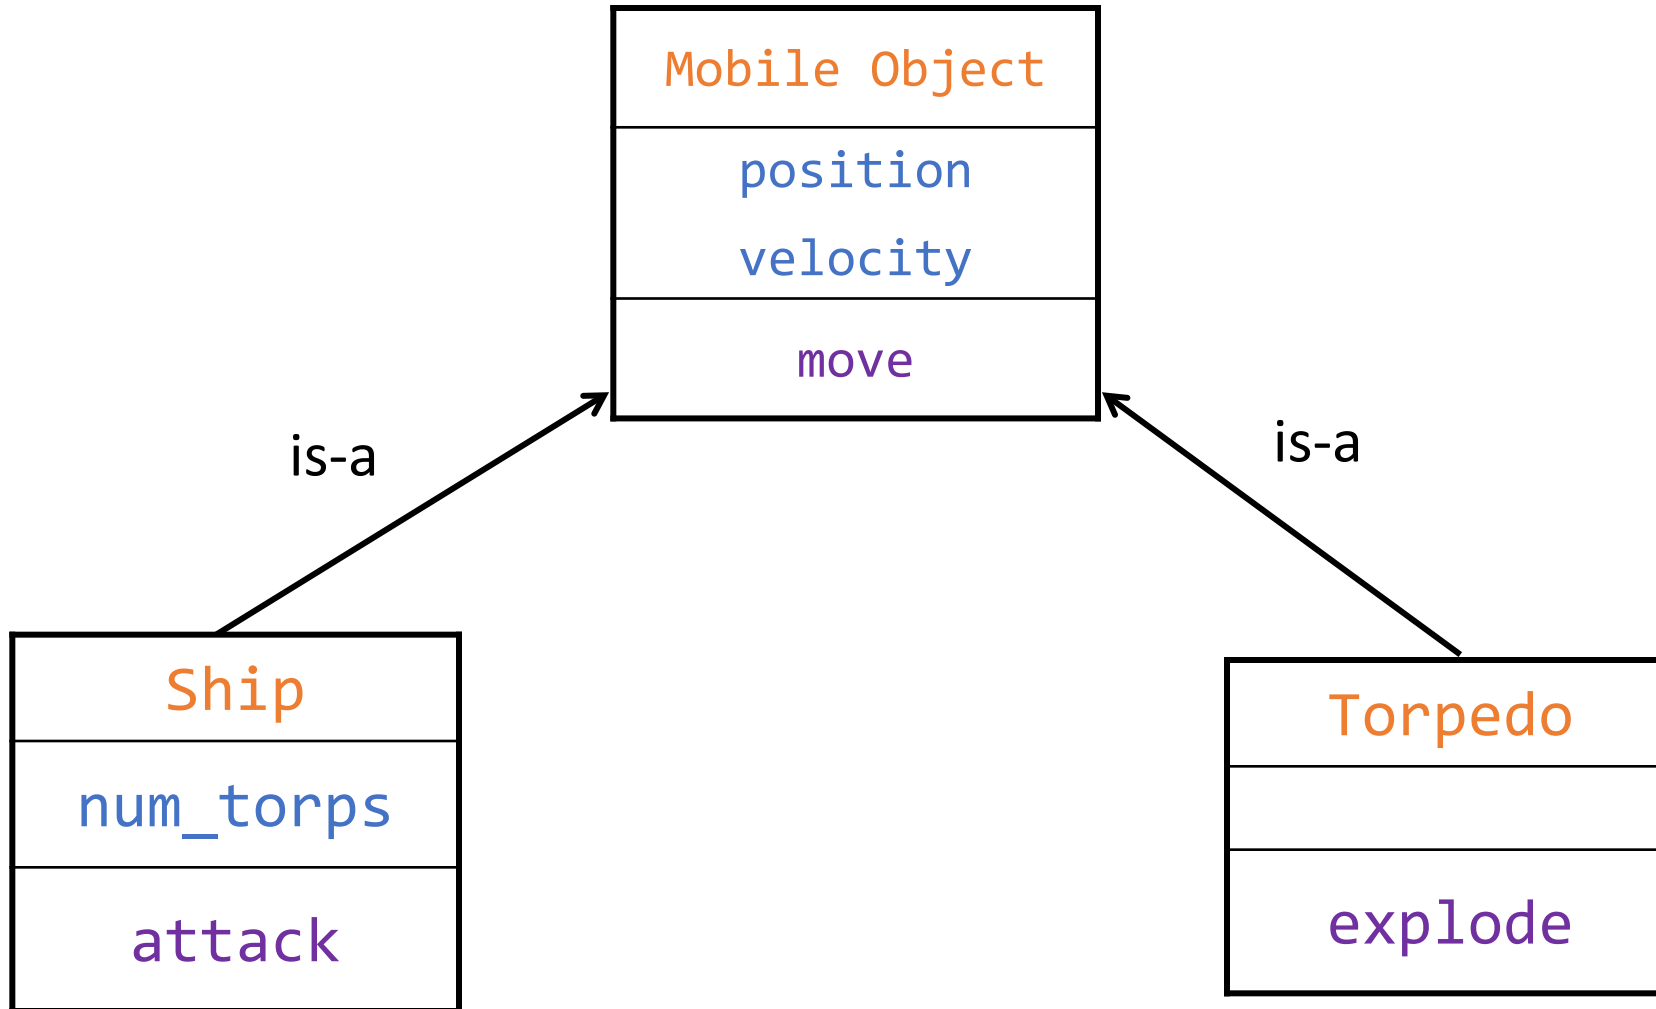 Mobile Object
position
velocity
move
is-a
is-a
Ship
num_torps
attack
Torpedo
explode